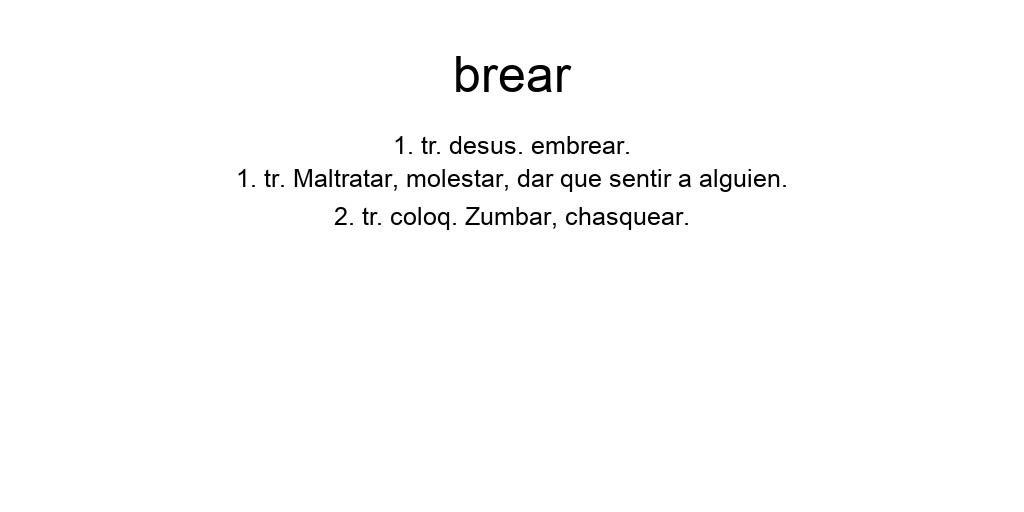 brear
1. tr. desus. embrear.
1. tr. Maltratar, molestar, dar que sentir a alguien.
2. tr. coloq. Zumbar, chasquear.